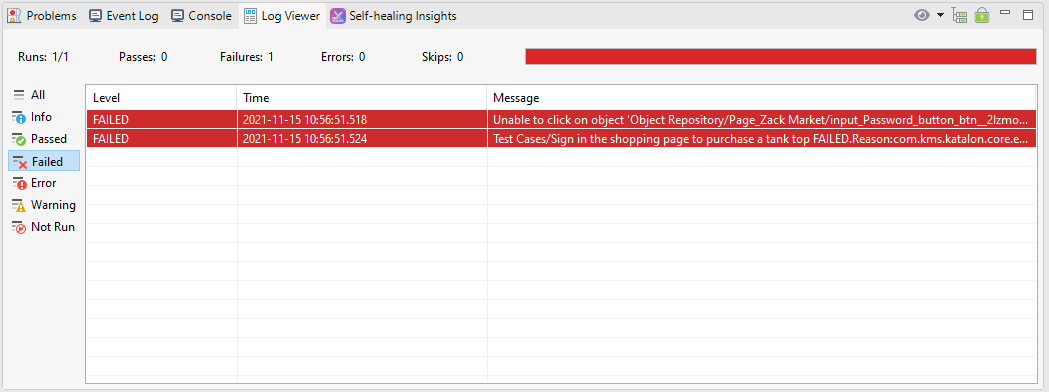 Problems Event Log Console Log Viewer Self-healing Insights
Runs: 1/1 Passes: 0 Failures: 1 Errors: 0 Skips: 0
All
Info
Passed
Failed
Error
Warning
Not Run
Level Time Message
FAILED 2021-11-15 10:56:51.518 Unable to click on object 'Object Repository/Page_Zack Market/input_Password_button_btn__2lzmo...
FAILED 2021-11-15 10:56:51.524 Test Cases/Sign in the shopping page to purchase a tank top FAILED.Reason:com.kms.katalon.core.e...